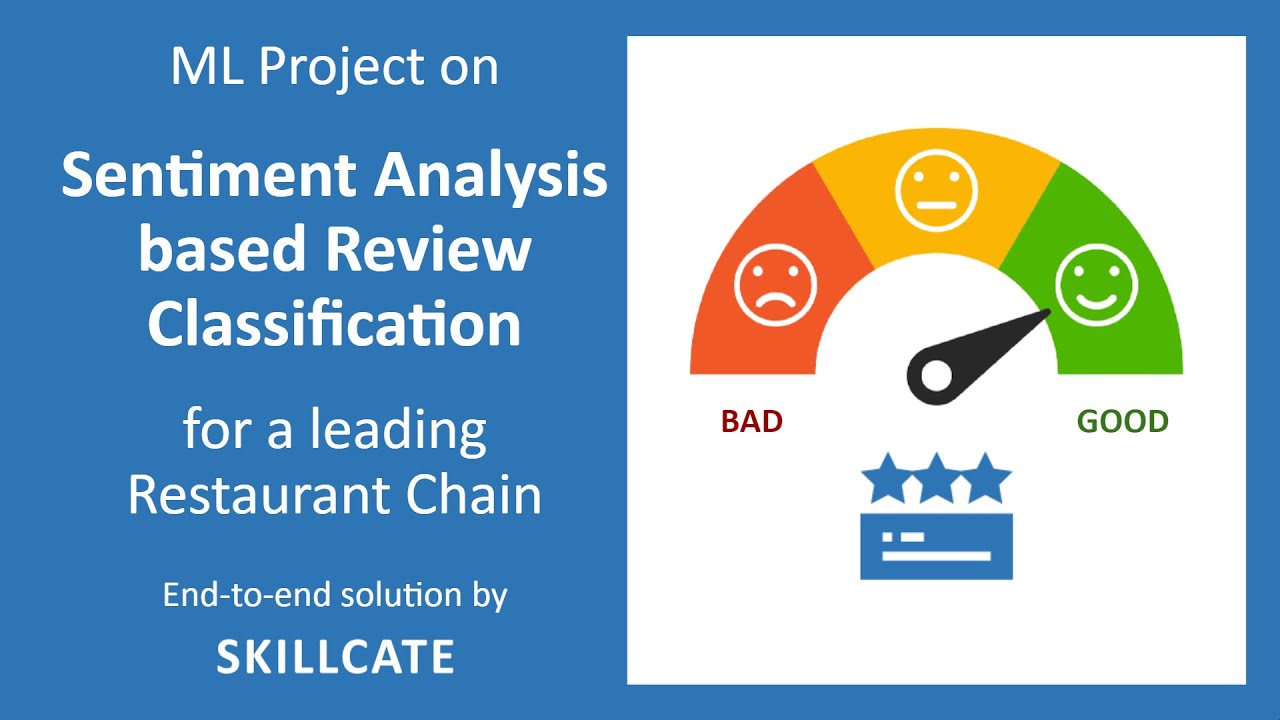 ML Project on
Sentiment Analysis
based Review
Classification
for a leading
Restaurant Chain
End-to-end solution by
SKILLCATE
BAD
GOOD